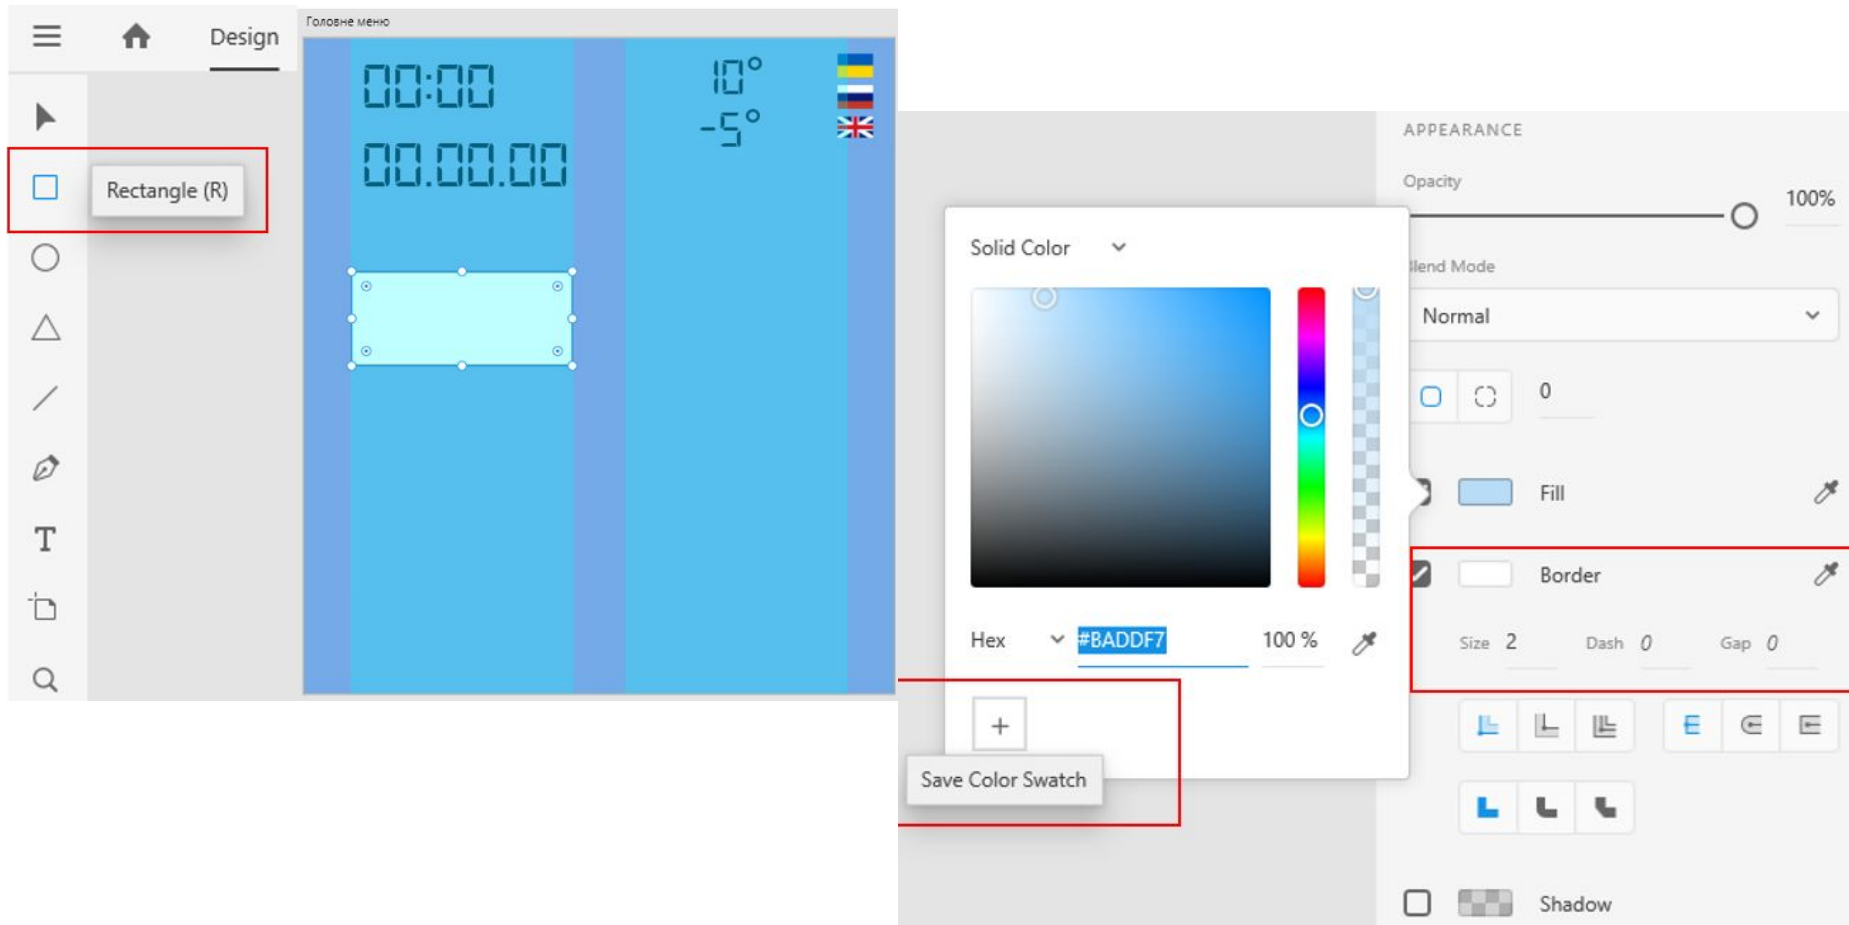 Design
Rectangle (R)
Головне меню
00:00
00.00.00
10°
-5°
APPEARANCE
Opacity
100%
lend Mode
Normal
0
Fill
Border
Size 2 Dash 0 Gap 0
Shadow
Solid Color
Hex #BADDF7 100 %
+
Save Color Swatch
T